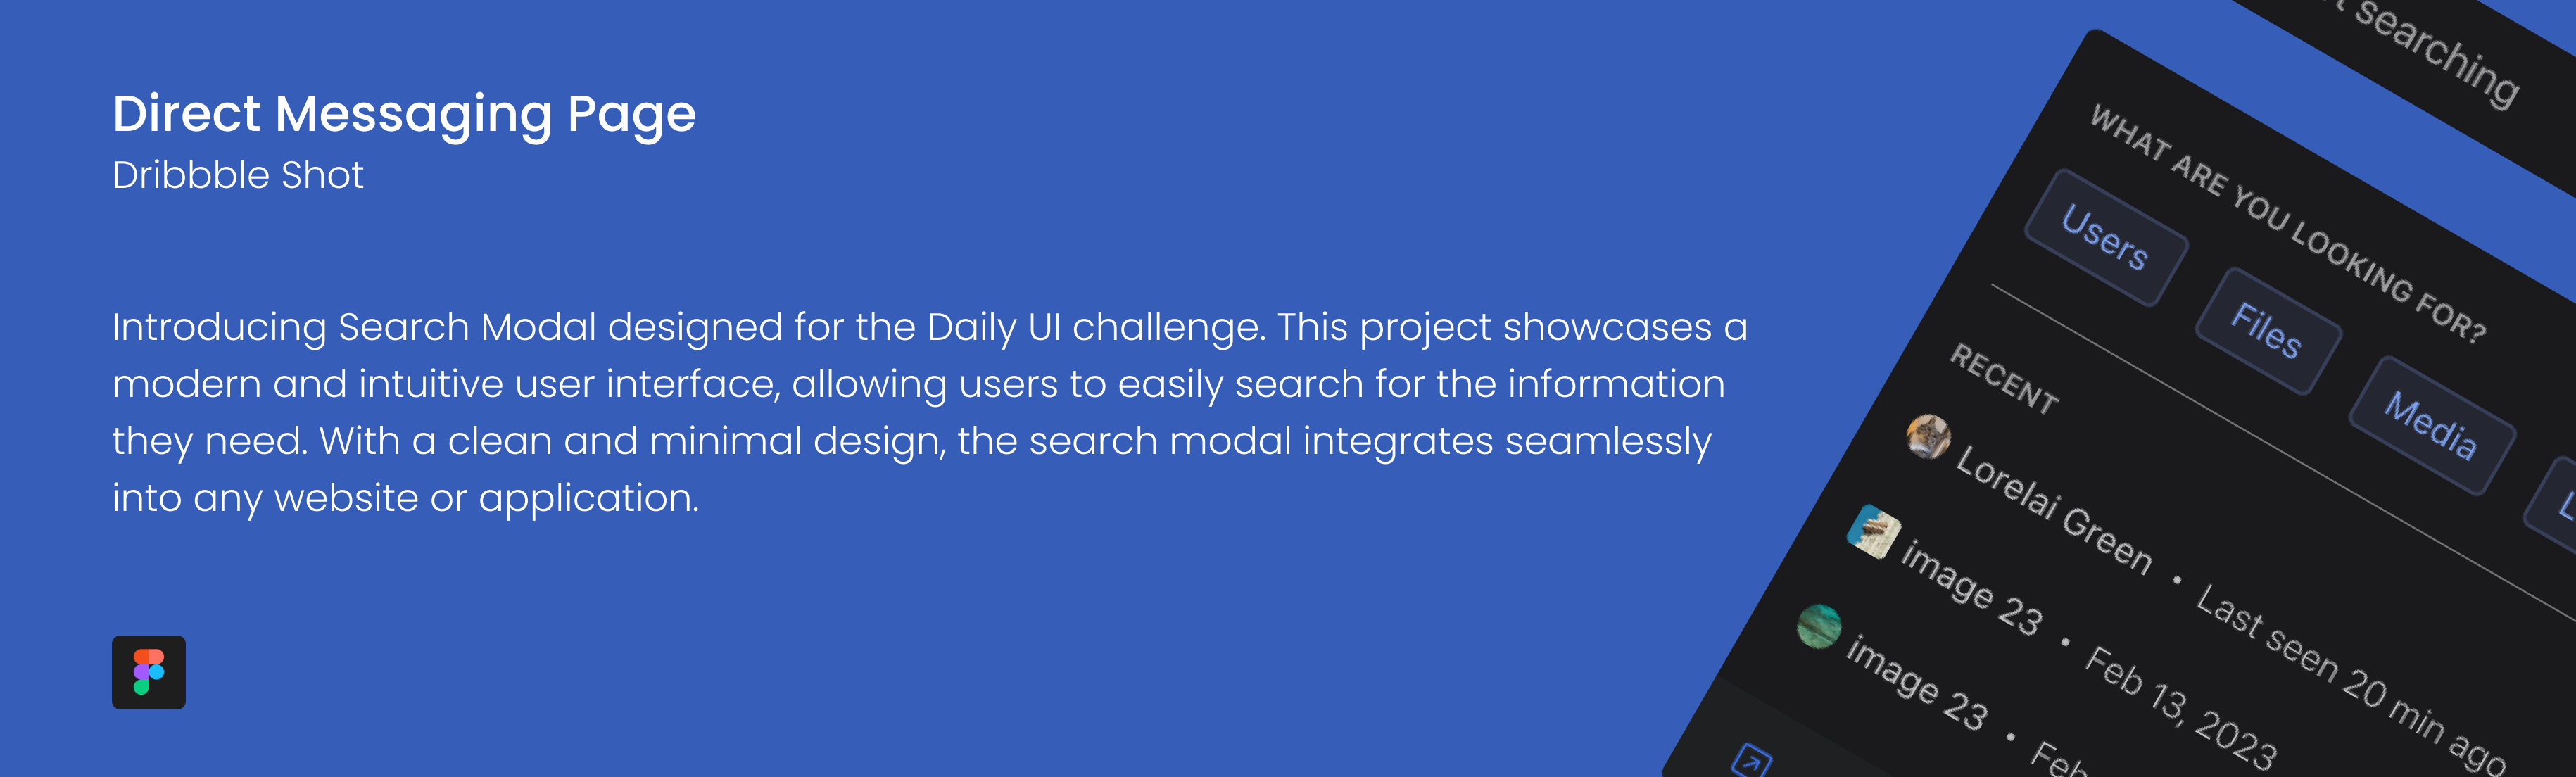 Direct Messaging Page
Dribbble Shot
Introducing Search Modal designed for the Daily UI challenge. This project showcases a
modern and intuitive user interface, allowing users to easily search for the information
they need. With a clean and minimal design, the search modal integrates seamlessly
into any website or application.
searching
WHAT ARE YOU LOOKING FOR?
Users
Files
Media
RECENT
Lorelai Green • Last seen 20 min ago
image 23 • Feb 13, 2023
image 23 • Feb